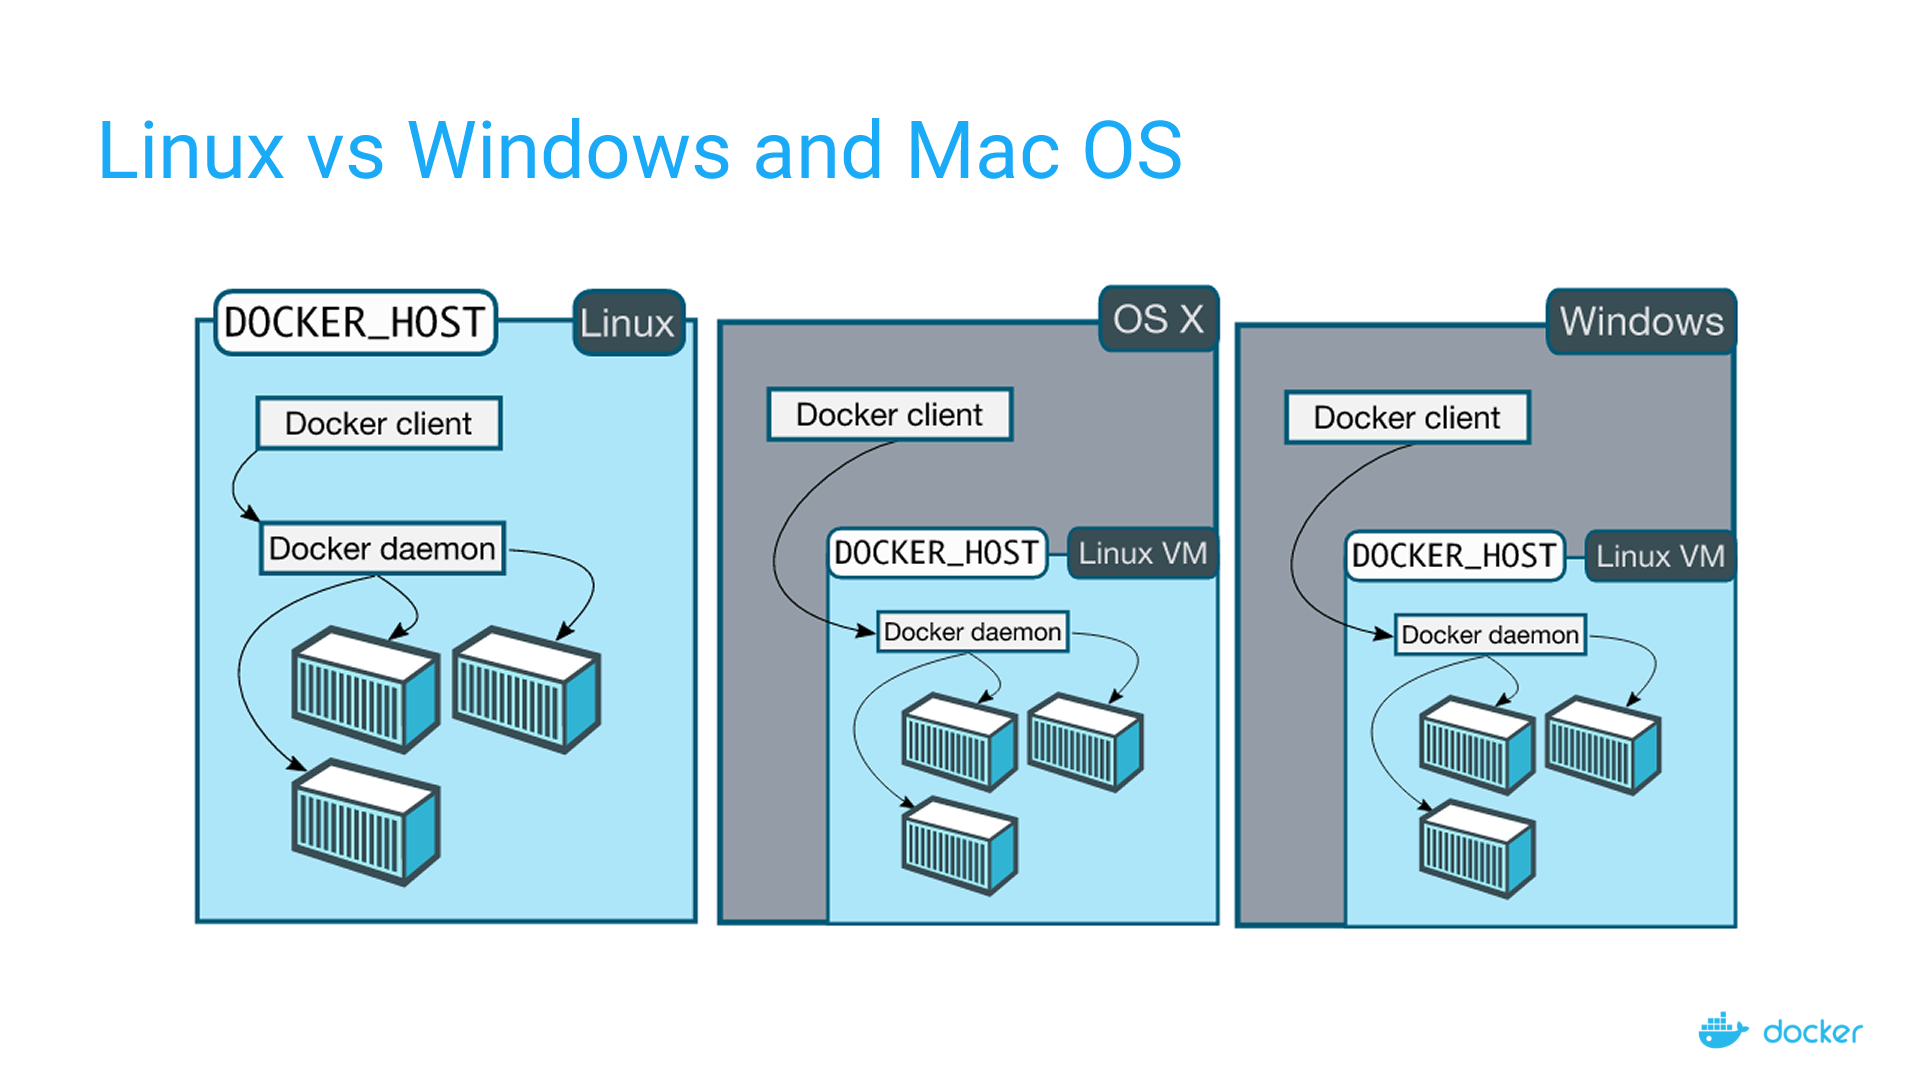 Linux vs Windows and Mac OS
DOCKER_HOST
Linux
Docker client
Docker daemon
OS X
Docker client
DOCKER_HOST
Linux VM
Docker daemon
Windows
Docker client
DOCKER_HOST
Linux VM
Docker daemon
docker